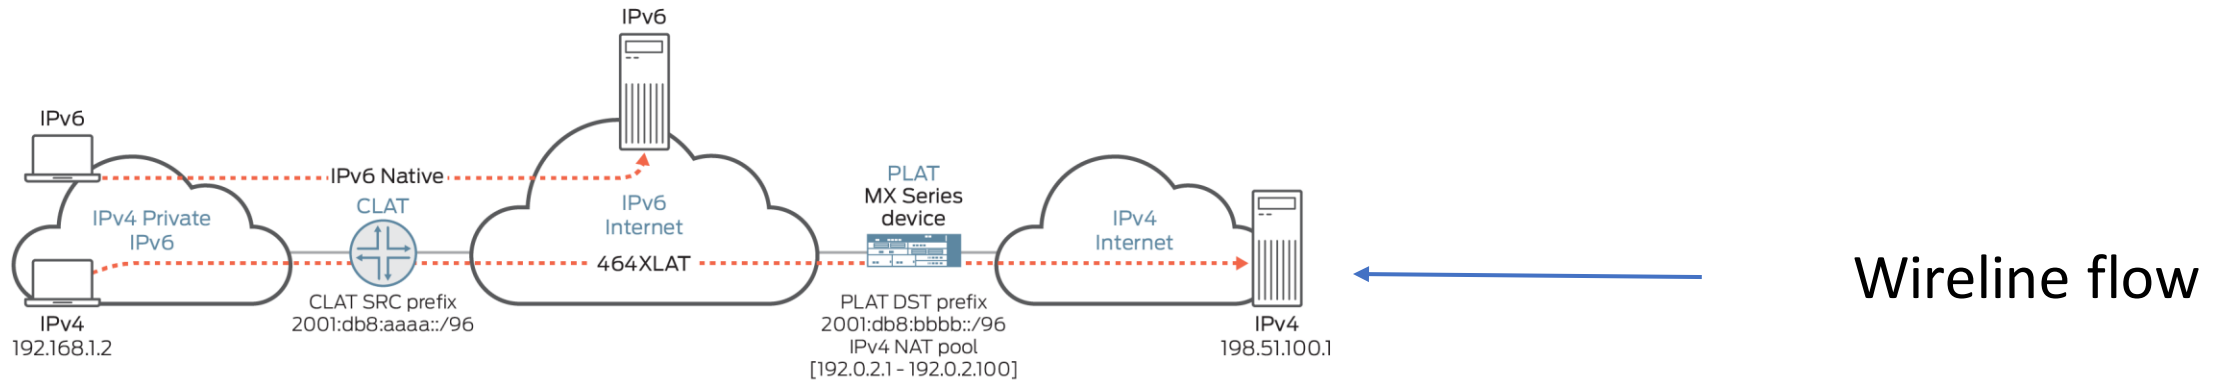 IPv6
IPv6
IPv6 Native
CLAT
IPv4 Private
IPv6
IPv6
Internet
464XLAT
PLAT
MX Series
device
IPv4
Internet
CLAT SRC prefix
2001:db8:aaaa::/96
PLAT DST prefix
2001:db8:bbbb::/96
IPv4 NAT pool
[192.0.2.1 - 192.0.2.100]
IPv4
192.168.1.2
IPv4
198.51.100.1
Wireline flow